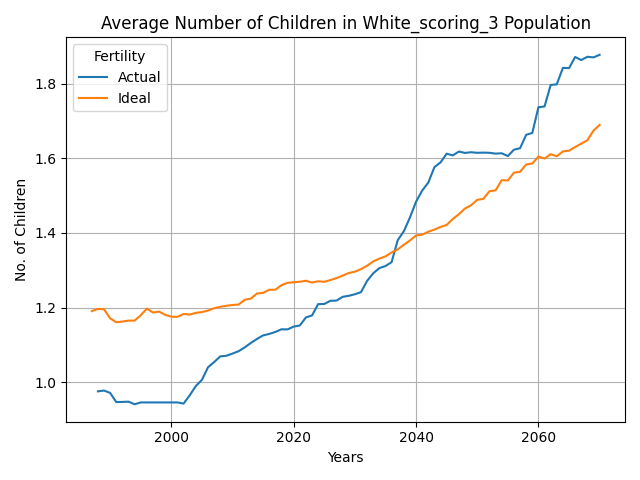 Average Number of Children in White_scoring_3 Population
Fertility
Actual
Ideal
No. of Children
1.8
1.6
1.4
1.2
1.0
2000 2020 2040 2060
Years